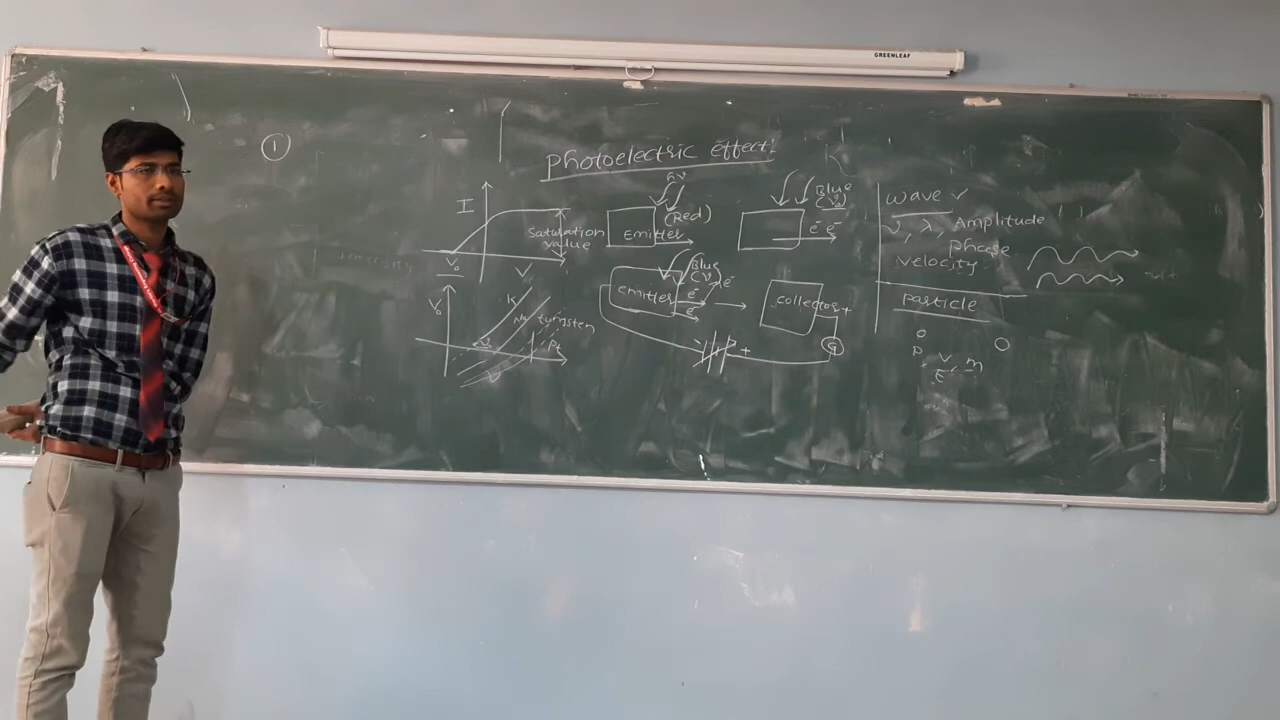 GREENLEAF
1
Photoelectric effect:
hν
I
Saturation
value
V₀
V
(Red)
Emitter
Blue
(ν)
e⁻ e⁻
wave ✓
ν, λ, Amplitude
Phase
velocity
V₀
K
Na
tungsten
Pt
ν
Blue
(ν)
emitter
e⁻
e⁻
e⁻
collector
+
+
G
Particle
P
V
E, m